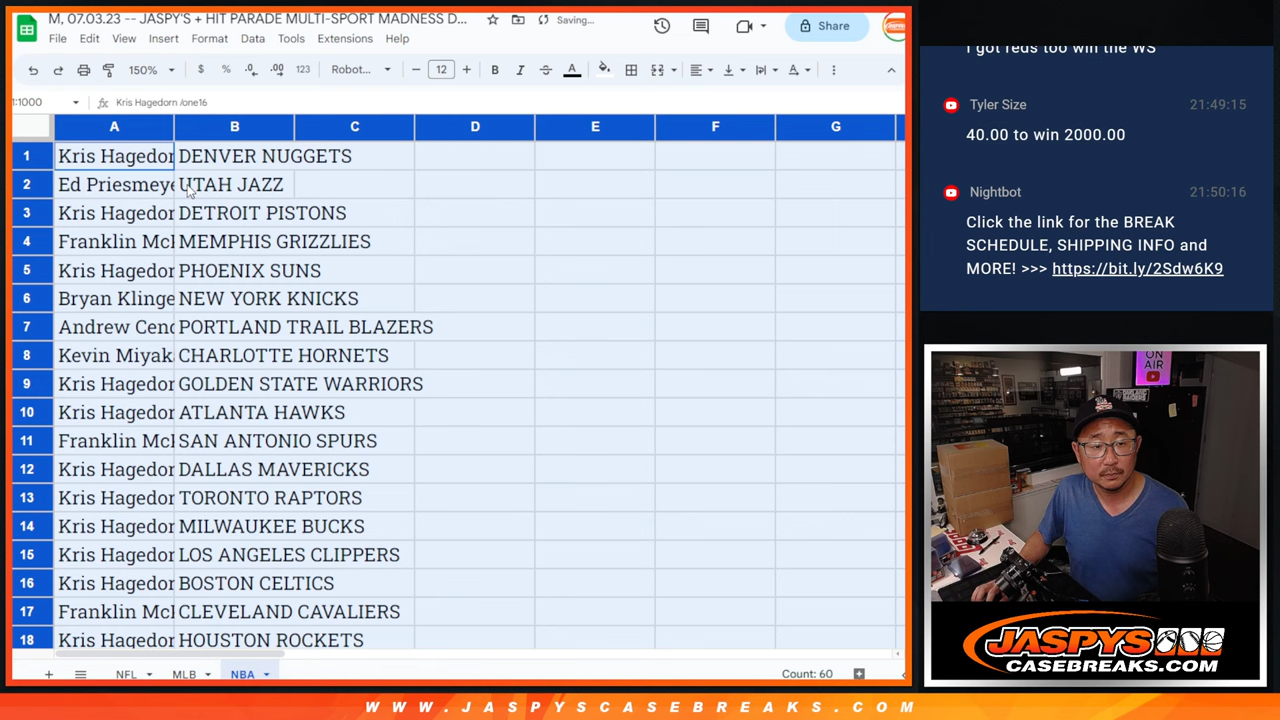 M, 07.03.23 -- JASPY'S + HIT PARADE MULTI-SPORT MADNESS D...
Saving...
File Edit View Insert Format Data Tools Extensions Help
Share
150% $ % .0 .00 123 Robot... 12 B I A
1:1000 fx Kris Hagedorn /one16
A B C D E F G
1 Kris Hagedor DENVER NUGGETS
2 Ed Priesmeye UTAH JAZZ
3 Kris Hagedor DETROIT PISTONS
4 Franklin McI MEMPHIS GRIZZLIES
5 Kris Hagedor PHOENIX SUNS
6 Bryan Klinge NEW YORK KNICKS
7 Andrew Cend PORTLAND TRAIL BLAZERS
8 Kevin Miyak CHARLOTTE HORNETS
9 Kris Hagedor GOLDEN STATE WARRIORS
10 Kris Hagedor ATLANTA HAWKS
11 Franklin McI SAN ANTONIO SPURS
12 Kris Hagedor DALLAS MAVERICKS
13 Kris Hagedor TORONTO RAPTORS
14 Kris Hagedor MILWAUKEE BUCKS
15 Kris Hagedor LOS ANGELES CLIPPERS
16 Kris Hagedor BOSTON CELTICS
17 Franklin McI CLEVELAND CAVALIERS
18 Kris Hagedor HOUSTON ROCKETS
NFL MLB NBA Count: 60
I got reds too win the WS
Tyler Size 21:49:15
40.00 to win 2000.00
Nightbot 21:50:16
Click the link for the BREAK
SCHEDULE, SHIPPING INFO and
MORE! >>> https://bit.ly/2Sdw6K9
ON
AIR
JASPYS
CASEBREAKS.COM
WWW.JASPYSCASEBREAKS.COM